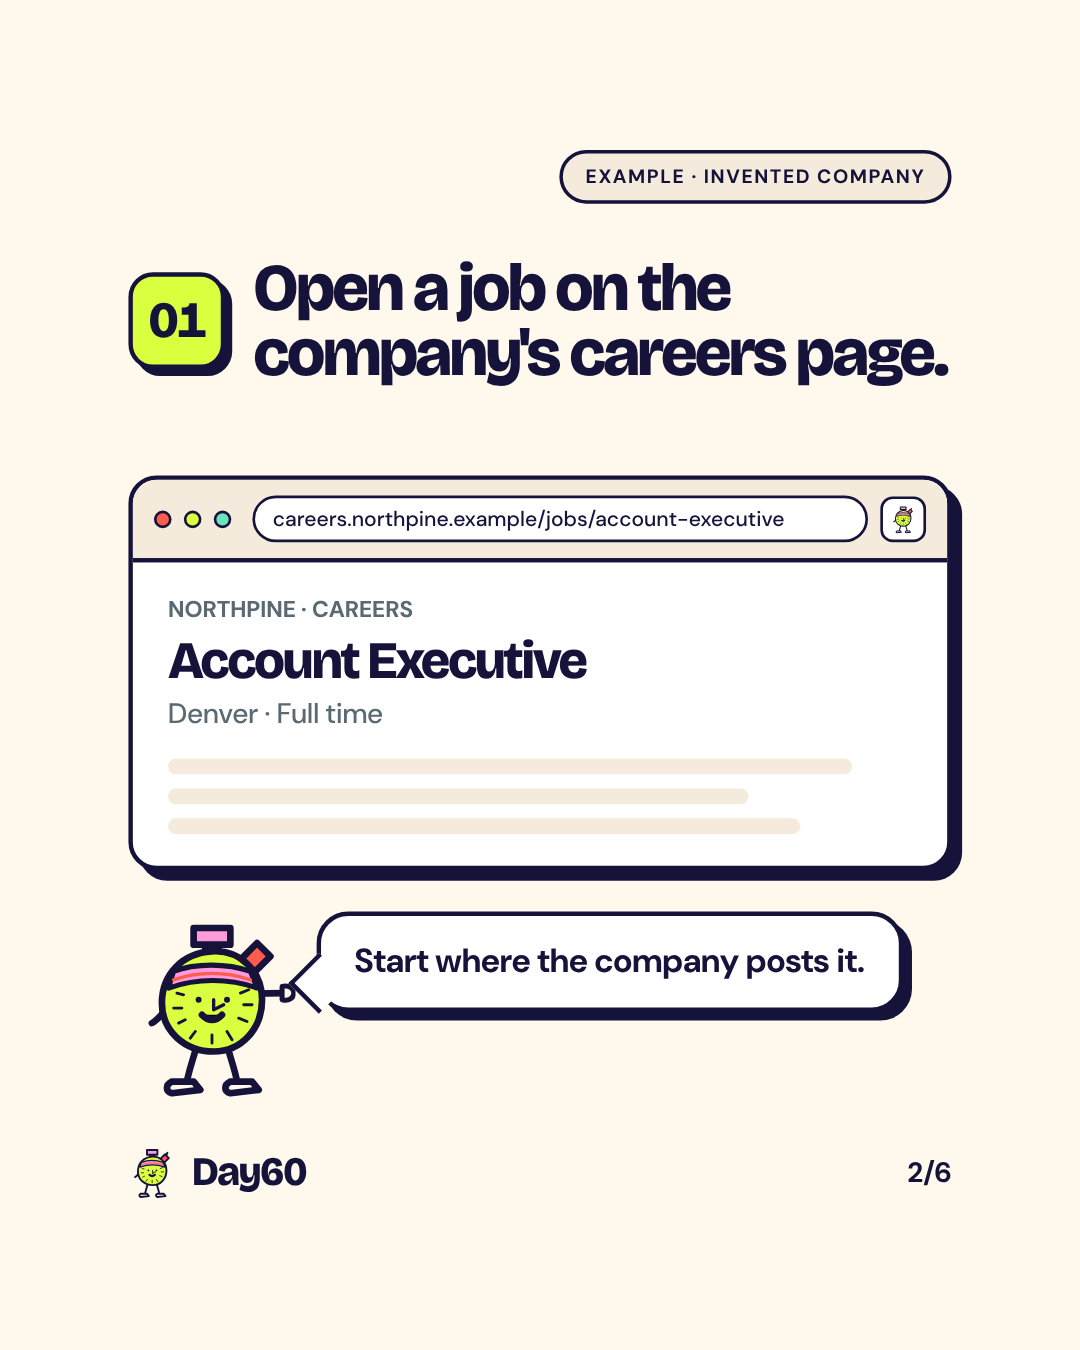 EXAMPLE · INVENTED COMPANY
01
Open a job on the
company's careers page.
careers.northpine.example/jobs/account-executive
NORTHPINE · CAREERS
Account Executive
Denver · Full time
Start where the company posts it.
Day60
2/6